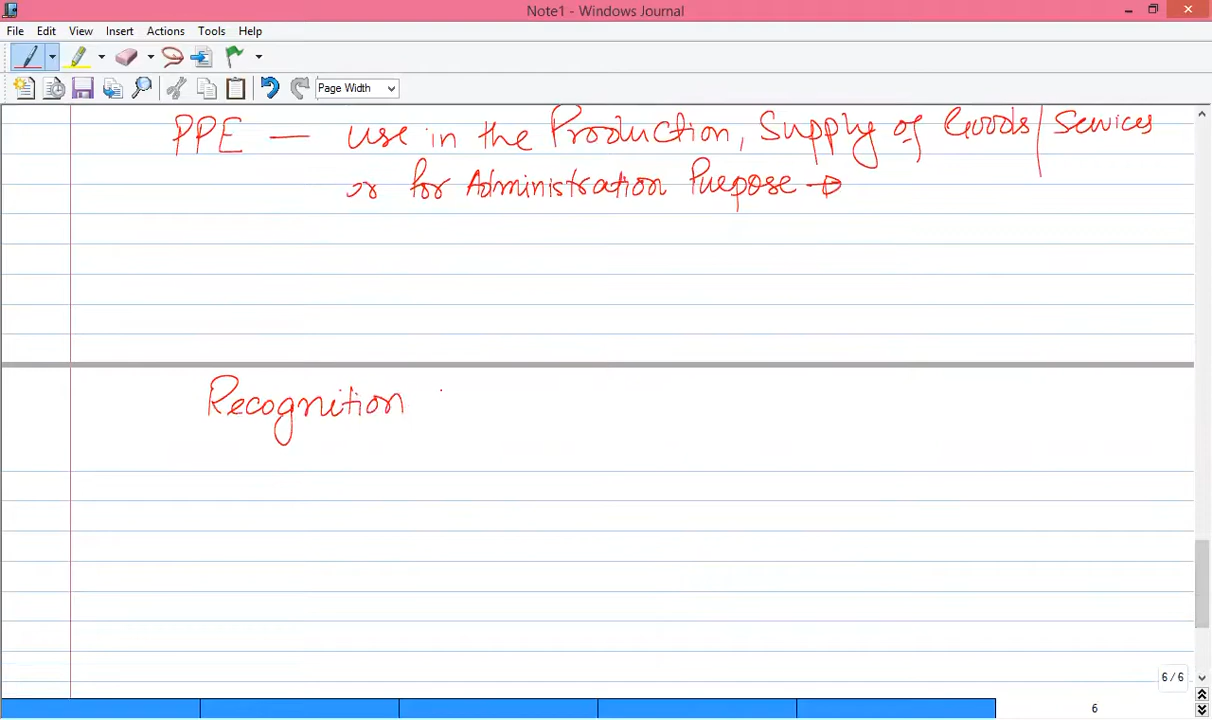 Note1 - Windows Journal
File Edit View Insert Actions Tools Help
Page Width
PPE — use in the Production, Supply of Goods/Services
or for Administration Purpose →
Recognition
6 / 6
6